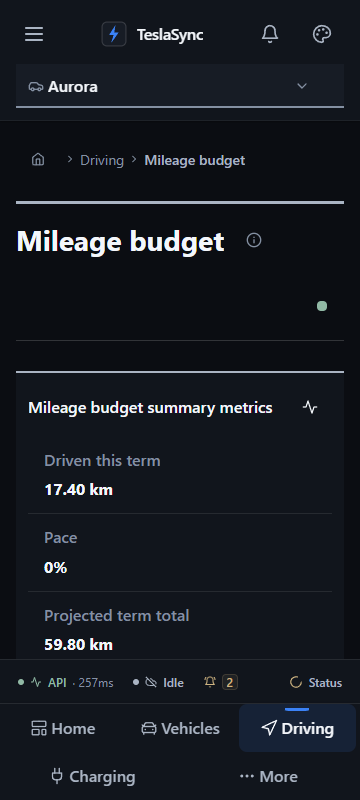 TeslaSync
Aurora
Driving
Mileage budget
Mileage budget
Mileage budget summary metrics
Driven this term
17.40 km
Pace
0%
Projected term total
59.80 km
API · 257ms
Idle
2
Status
Home
Vehicles
Driving
Charging
More